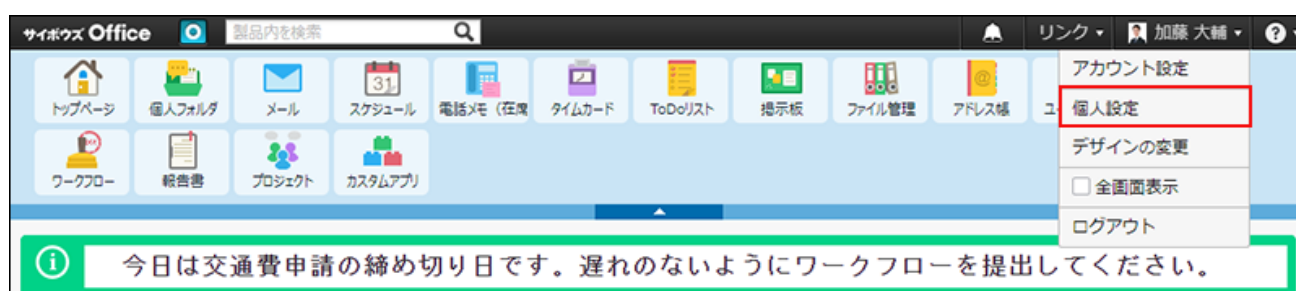 サイボウズ Office
製品内を検索
リンク
加藤 大輔
?
アカウント設定
個人設定
デザインの変更
全画面表示
ログアウト
トップページ
個人フォルダ
メール
31
スケジュール
電話メモ（在席
タイムカード
ToDoリスト
掲示板
ファイル管理
@
アドレス帳
ユ
ワークフロー
報告書
プロジェクト
カスタムアプリ
今日は交通費申請の締め切り日です。遅れのないようにワークフローを提出してください。